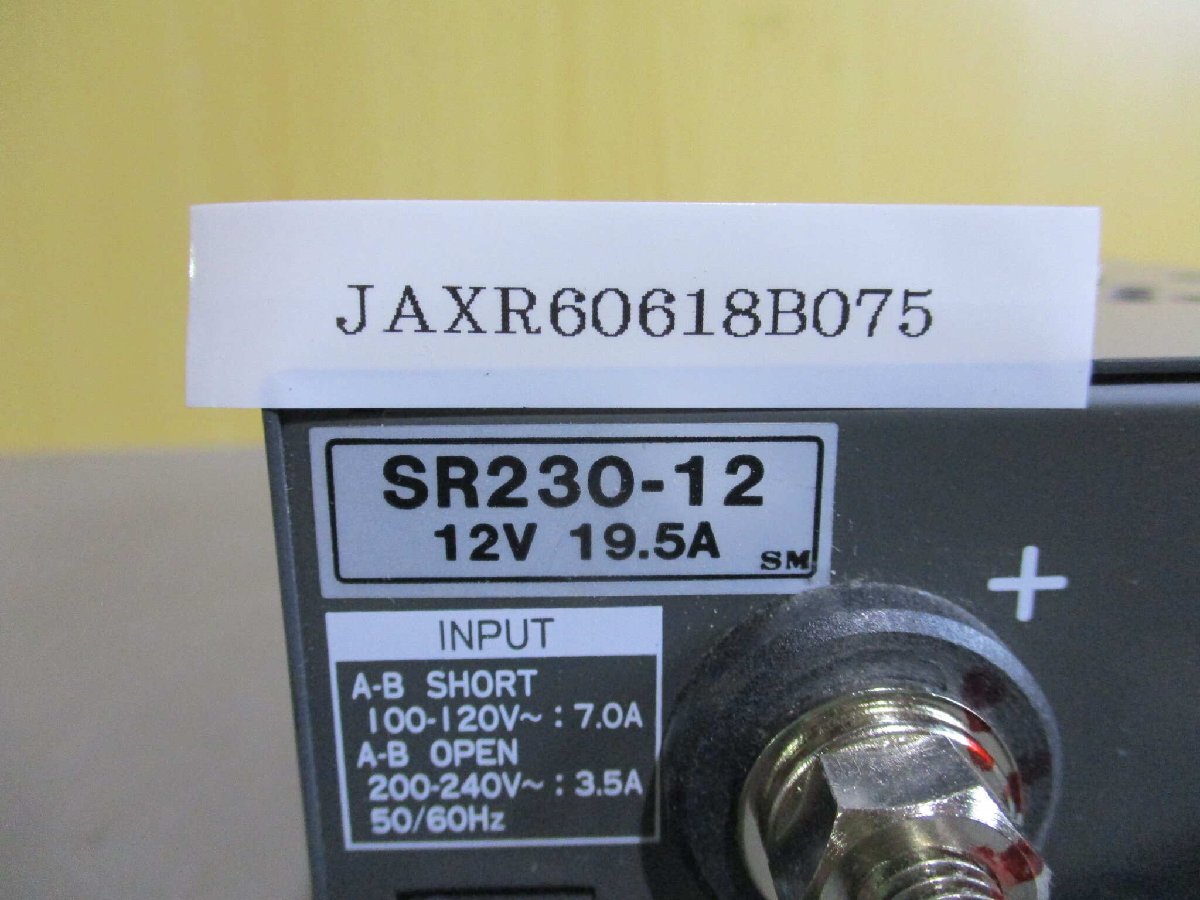 JAXR60618B075
SR230-12
12V 19.5A
SM
+
INPUT
A-B SHORT
100-120V~: 7.0A
A-B OPEN
200-240V~: 3.5A
50/60Hz